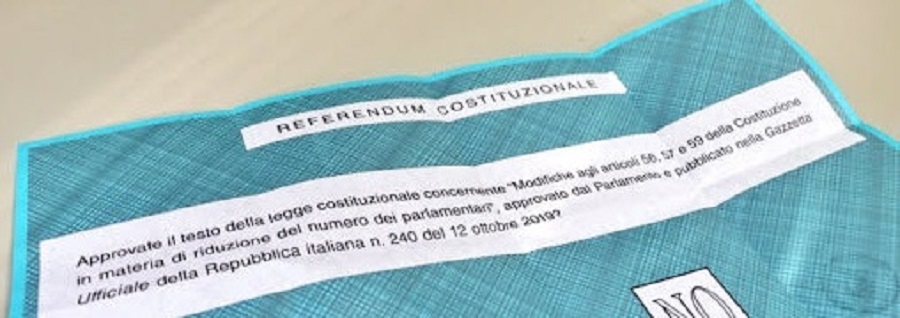 REFERENDUM COSTITUZIONALE
Approvate il testo della legge costituzionale concernente "Modifiche agli articoli 56, 57 e 59 della Costituzione
in materia di riduzione del numero dei parlamentari", approvato dal Parlamento e pubblicato nella Gazzetta
Ufficiale della Repubblica italiana n. 240 del 12 ottobre 2019?
NO